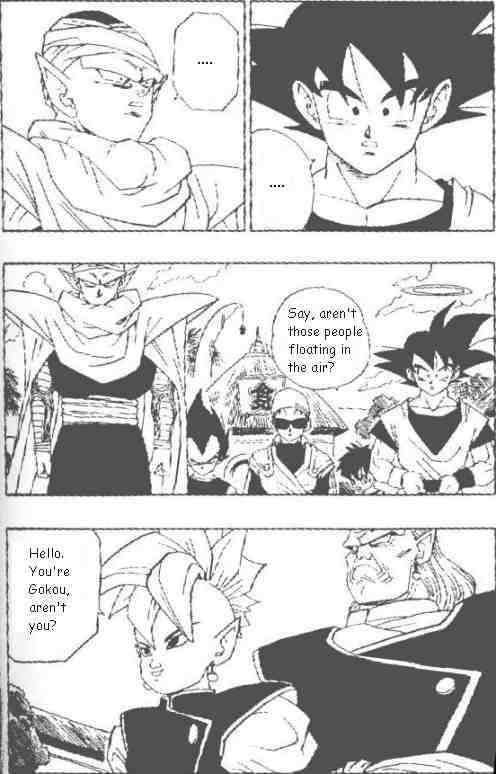 ....
....
Say, aren't
those people
floating in
the air?
Hello.
You're
Gokou,
aren't
you?